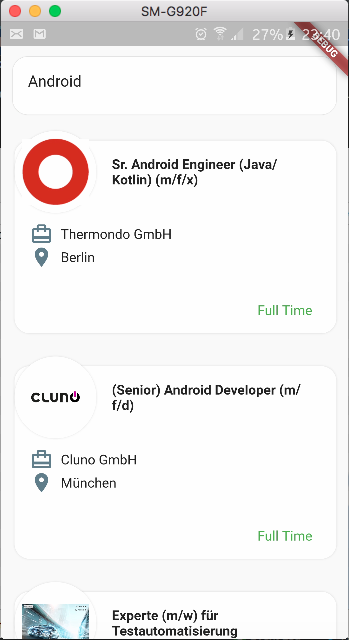 SM-G920F
27% 23:40
DEBUG
Android
Sr. Android Engineer (Java/
Kotlin) (m/f/x)
Thermondo GmbH
Berlin
Full Time
CLUNO
(Senior) Android Developer (m/
f/d)
Cluno GmbH
München
Full Time
Experte (m/w) für
Testautomatisierung